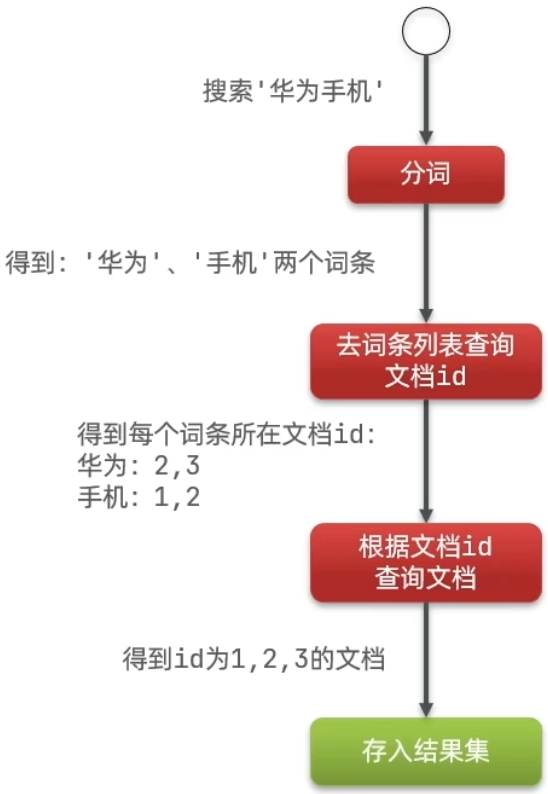 搜索'华为手机'
分词
得到：'华为'、'手机'两个词条
去词条列表查询
文档id
得到每个词条所在文档id：
华为：2,3
手机：1,2
根据文档id
查询文档
得到id为1,2,3的文档
存入结果集